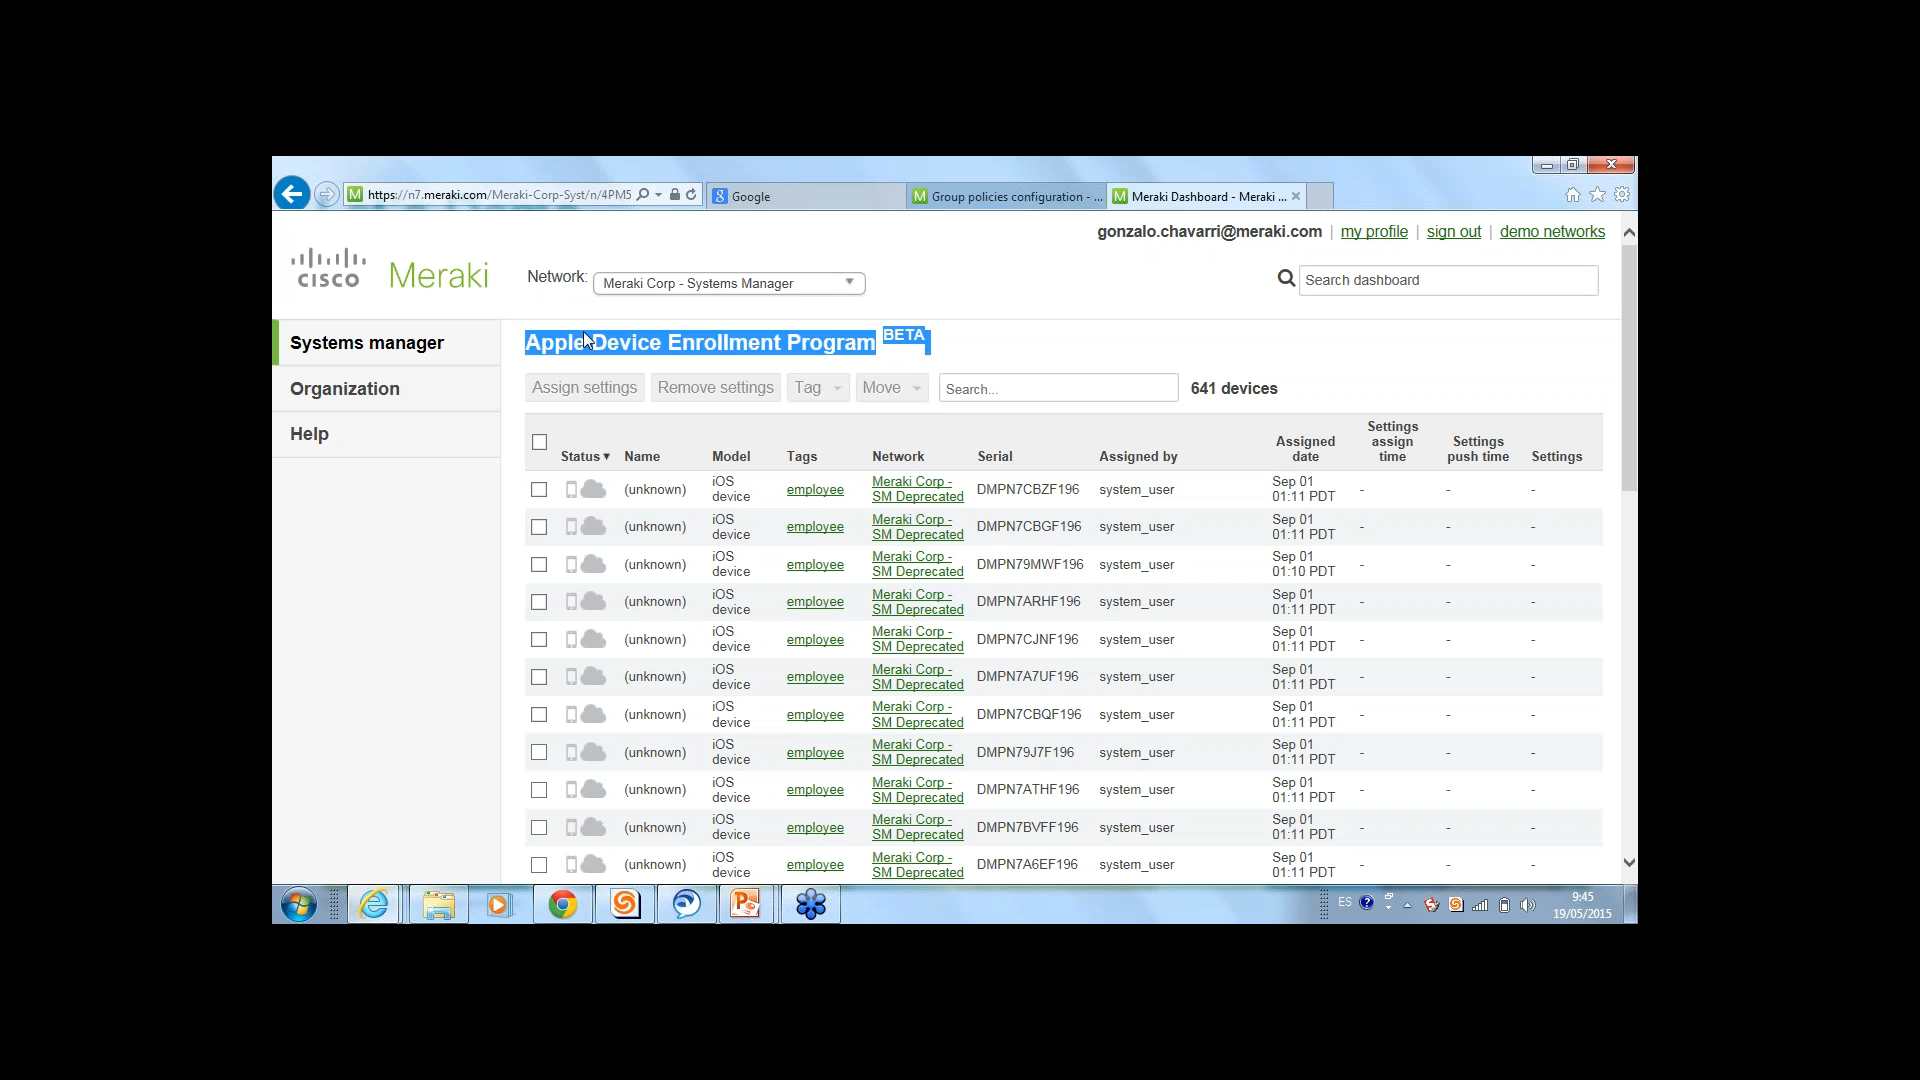 https://n7.meraki.com/Meraki-Corp-Syst/n/4PM5
Google
Group policies configuration - ...
Meraki Dashboard - Meraki ...
gonzalo.chavarri@meraki.com | my profile | sign out | demo networks
cisco Meraki
Network: Meraki Corp - Systems Manager
Search dashboard
Systems manager
Organization
Help
Apple Device Enrollment Program BETA
Assign settings Remove settings Tag Move Search... 641 devices
Status Name Model Tags Network Serial Assigned by Assigned date Settings assign time Settings push time Settings
(unknown) iOS device employee Meraki Corp - SM Deprecated DMPN7CBZF196 system_user Sep 01 01:11 PDT - - -
(unknown) iOS device employee Meraki Corp - SM Deprecated DMPN7CBGF196 system_user Sep 01 01:11 PDT - - -
(unknown) iOS device employee Meraki Corp - SM Deprecated DMPN79MWF196 system_user Sep 01 01:10 PDT - - -
(unknown) iOS device employee Meraki Corp - SM Deprecated DMPN7ARHF196 system_user Sep 01 01:11 PDT - - -
(unknown) iOS device employee Meraki Corp - SM Deprecated DMPN7CJNF196 system_user Sep 01 01:11 PDT - - -
(unknown) iOS device employee Meraki Corp - SM Deprecated DMPN7A7UF196 system_user Sep 01 01:11 PDT - - -
(unknown) iOS device employee Meraki Corp - SM Deprecated DMPN7CBQF196 system_user Sep 01 01:11 PDT - - -
(unknown) iOS device employee Meraki Corp - SM Deprecated DMPN79J7F196 system_user Sep 01 01:11 PDT - - -
(unknown) iOS device employee Meraki Corp - SM Deprecated DMPN7ATHF196 system_user Sep 01 01:11 PDT - - -
(unknown) iOS device employee Meraki Corp - SM Deprecated DMPN7BVFF196 system_user Sep 01 01:11 PDT - - -
(unknown) iOS device employee Meraki Corp - SM Deprecated DMPN7A6EF196 system_user Sep 01 01:11 PDT - - -
ES
9:45
19/05/2015